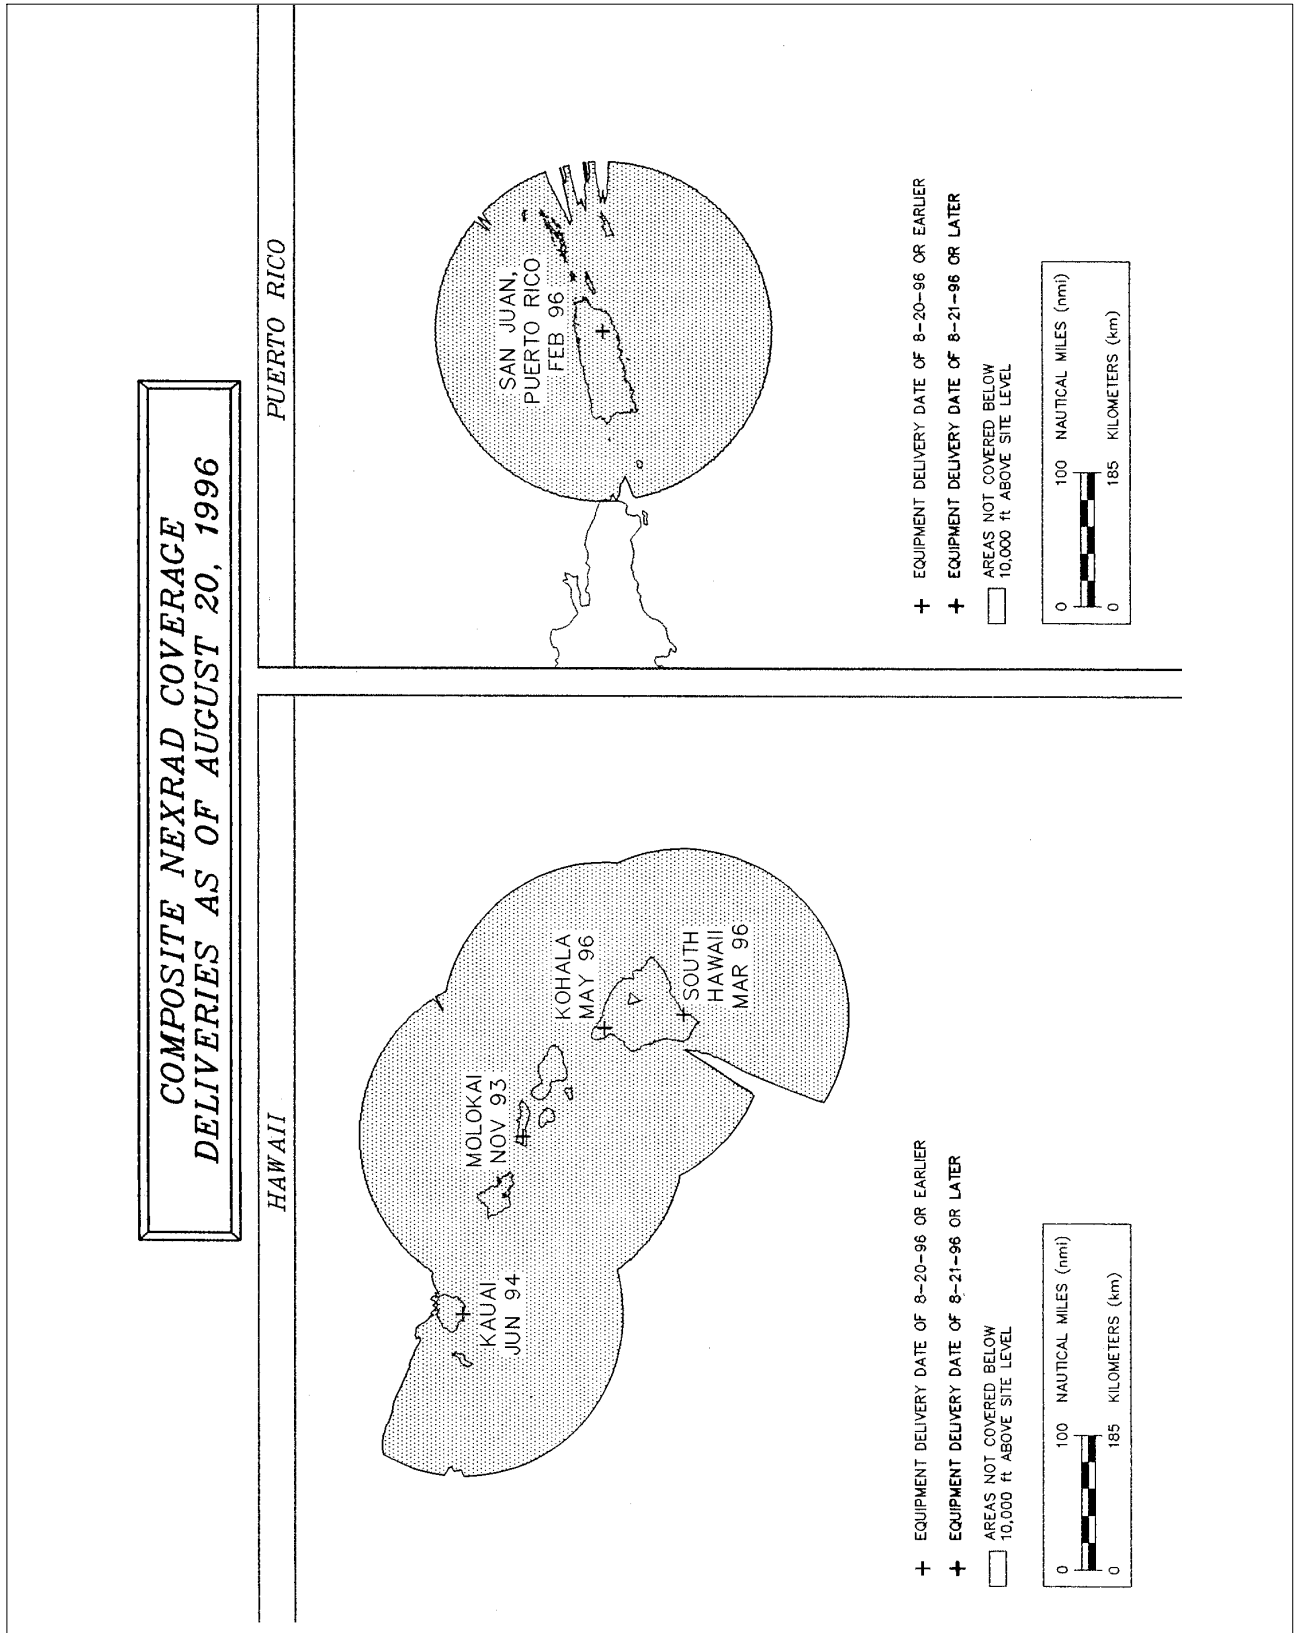 COMPOSITE NEXRAD COVERAGE
DELIVERIES AS OF AUGUST 20, 1996
HAWAII
KAUAI
JUN 94
MOLOKAI
NOV 93
KOHALA
MAY 96
SOUTH
HAWAII
MAR 96
+ EQUIPMENT DELIVERY DATE OF 8-20-96 OR EARLIER
+ EQUIPMENT DELIVERY DATE OF 8-21-96 OR LATER
AREAS NOT COVERED BELOW
10,000 ft ABOVE SITE LEVEL
0 100 NAUTICAL MILES (nmi)
0 185 KILOMETERS (km)
PUERTO RICO
SAN JUAN,
PUERTO RICO
FEB 96
+ EQUIPMENT DELIVERY DATE OF 8-20-96 OR EARLIER
+ EQUIPMENT DELIVERY DATE OF 8-21-96 OR LATER
AREAS NOT COVERED BELOW
10,000 ft ABOVE SITE LEVEL
0 100 NAUTICAL MILES (nmi)
0 185 KILOMETERS (km)